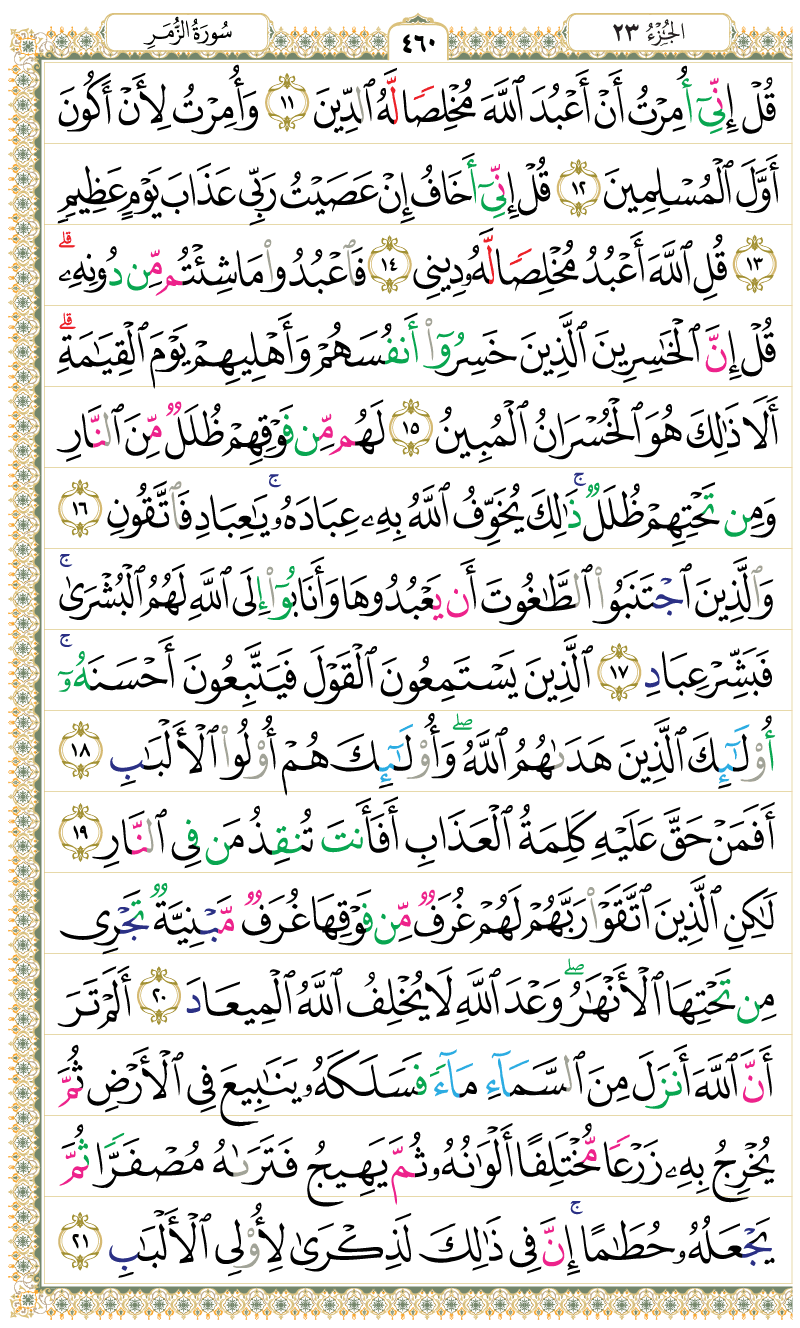 الجُزْءُ ٢٣
٤٦٠
سُورَةُ الزُّمَرِ
قُلْ إِنِّىٓ أُمِرْتُ أَنْ أَعْبُدَ ٱللَّهَ مُخْلِصًا لَّهُ ٱلدِّينَ ١١ وَأُمِرْتُ لِأَنْ أَكُونَ
أَوَّلَ ٱلْمُسْلِمِينَ ١٢ قُلْ إِنِّىٓ أَخَافُ إِنْ عَصَيْتُ رَبِّى عَذَابَ يَوْمٍ عَظِيمٍ
١٣ قُلِ ٱللَّهَ أَعْبُدُ مُخْلِصًا لَّهُۥ دِينِى ١٤ فَٱعْبُدُوا۟ مَا شِئْتُم مِّن دُونِهِۦ ۗ
قُلْ إِنَّ ٱلْخَٰسِرِينَ ٱلَّذِينَ خَسِرُوٓا۟ أَنفُسَهُمْ وَأَهْلِيهِمْ يَوْمَ ٱلْقِيَٰمَةِ ۗ
أَلَا ذَٰلِكَ هُوَ ٱلْخُسْرَانُ ٱلْمُبِينُ ١٥ لَهُم مِّن فَوْقِهِمْ ظُلَلٌ مِّنَ ٱلنَّارِ
وَمِن تَحْتِهِمْ ظُلَلٌ ۚ ذَٰلِكَ يُخَوِّفُ ٱللَّهُ بِهِۦ عِبَادَهُۥ ۚ يَٰعِبَادِ فَٱتَّقُونِ ١٦
وَٱلَّذِينَ ٱجْتَنَبُوا۟ ٱلطَّٰغُوتَ أَن يَعْبُدُوهَا وَأَنَابُوٓا۟ إِلَى ٱللَّهِ لَهُمُ ٱلْبُشْرَىٰ ۚ
فَبَشِّرْ عِبَادِ ١٧ ٱلَّذِينَ يَسْتَمِعُونَ ٱلْقَوْلَ فَيَتَّبِعُونَ أَحْسَنَهُۥٓ ۚ
أُو۟لَٰٓئِكَ ٱلَّذِينَ هَدَىٰهُمُ ٱللَّهُ ۖ وَأُو۟لَٰٓئِكَ هُمْ أُو۟لُوا۟ ٱلْأَلْبَٰبِ ١٨
أَفَمَنْ حَقَّ عَلَيْهِ كَلِمَةُ ٱلْعَذَابِ أَفَأَنتَ تُنقِذُ مَن فِى ٱلنَّارِ ١٩
لَٰكِنِ ٱلَّذِينَ ٱتَّقَوْا۟ رَبَّهُمْ لَهُمْ غُرَفٌ مِّن فَوْقِهَا غُرَفٌ مَّبْنِيَّةٌ تَجْرِى
مِن تَحْتِهَا ٱلْأَنْهَٰرُ ۖ وَعْدَ ٱللَّهِ لَا يُخْلِفُ ٱللَّهُ ٱلْمِيعَادَ ٢٠ أَلَمْ تَرَ
أَنَّ ٱللَّهَ أَنزَلَ مِنَ ٱلسَّمَآءِ مَآءً فَسَلَكَهُۥ يَنَٰبِيعَ فِى ٱلْأَرْضِ ثُمَّ
يُخْرِجُ بِهِۦ زَرْعًا مُّخْتَلِفًا أَلْوَٰنُهُۥ ثُمَّ يَهِيجُ فَتَرَىٰهُ مُصْفَرًّا ثُمَّ
يَجْعَلُهُۥ حُطَٰمًا ۚ إِنَّ فِى ذَٰلِكَ لَذِكْرَىٰ لِأُو۟لِى ٱلْأَلْبَٰبِ ٢١